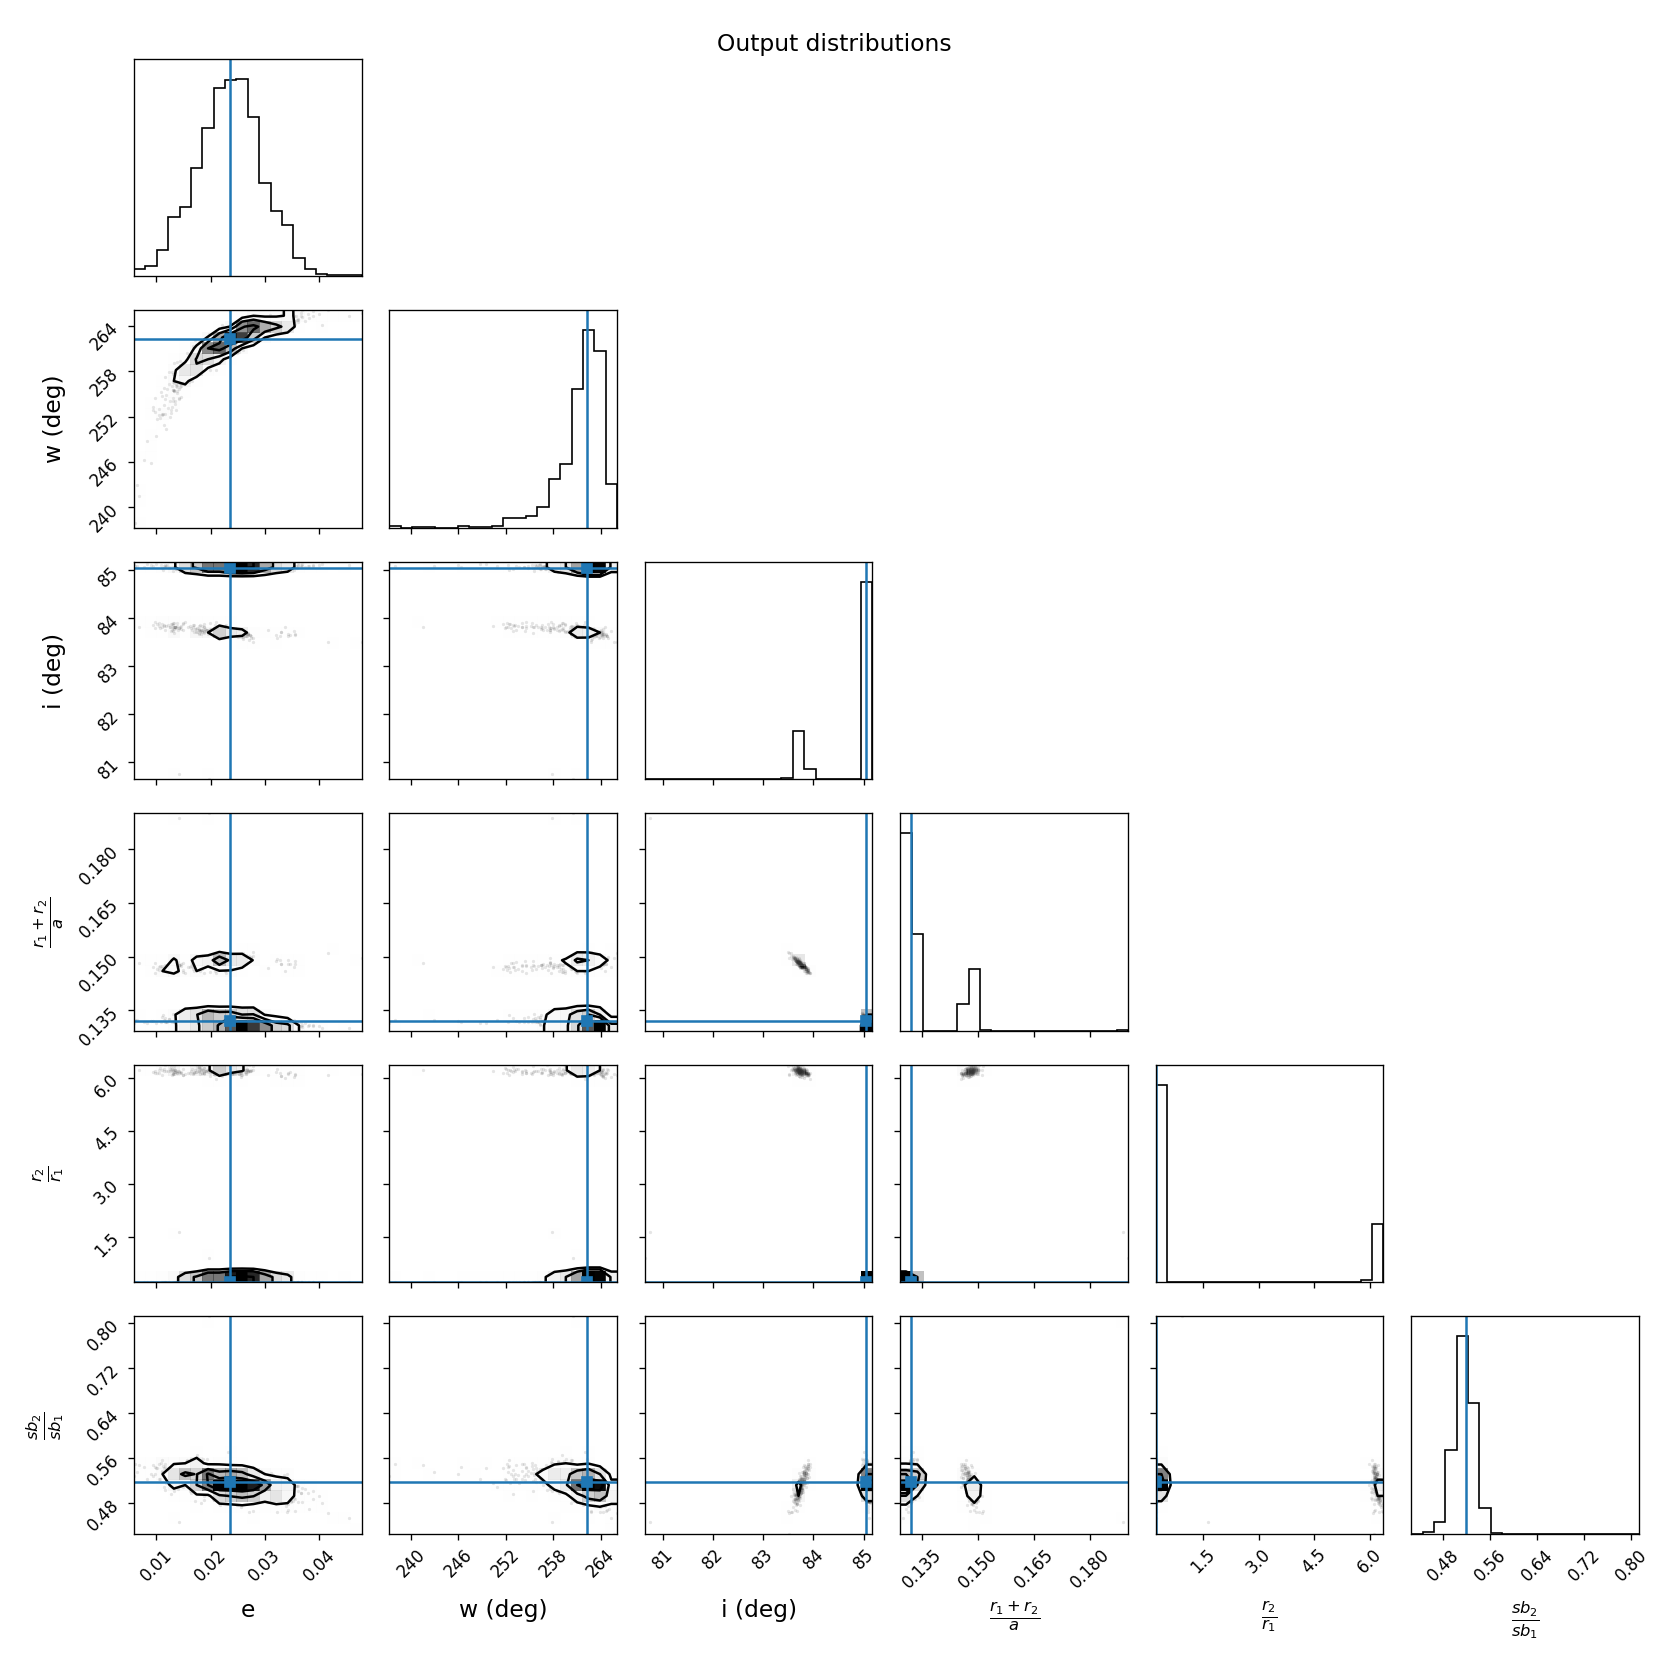 Output distributions
w (deg)
264
258
252
246
240
i (deg)
85
84
83
82
81
r₁ + r₂
a
0.180
0.165
0.150
0.135
r₂
r₁
6.0
4.5
3.0
1.5
sb₂
sb₁
0.80
0.72
0.64
0.56
0.48
0.01 0.02 0.03 0.04
240 246 252 258 264
81 82 83 84 85
0.135 0.150 0.165 0.180
1.5 3.0 4.5 6.0
0.48 0.56 0.64 0.72 0.80
e
w (deg)
i (deg)
r₁ + r₂
a
r₂
r₁
sb₂
sb₁